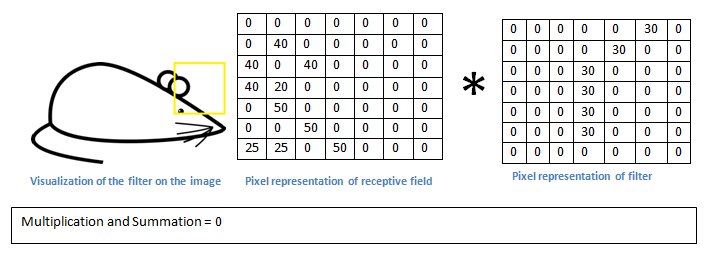 0 0 0 0 0 0 0
0 40 0 0 0 0 0
40 0 40 0 0 0 0
40 20 0 0 0 0 0
0 50 0 0 0 0 0
0 0 50 0 0 0 0
25 25 0 50 0 0 0
*
0 0 0 0 0 30 0
0 0 0 0 30 0 0
0 0 0 30 0 0 0
0 0 0 30 0 0 0
0 0 0 30 0 0 0
0 0 0 30 0 0 0
0 0 0 0 0 0 0
Visualization of the filter on the image
Pixel representation of receptive field
Pixel representation of filter
Multiplication and Summation = 0